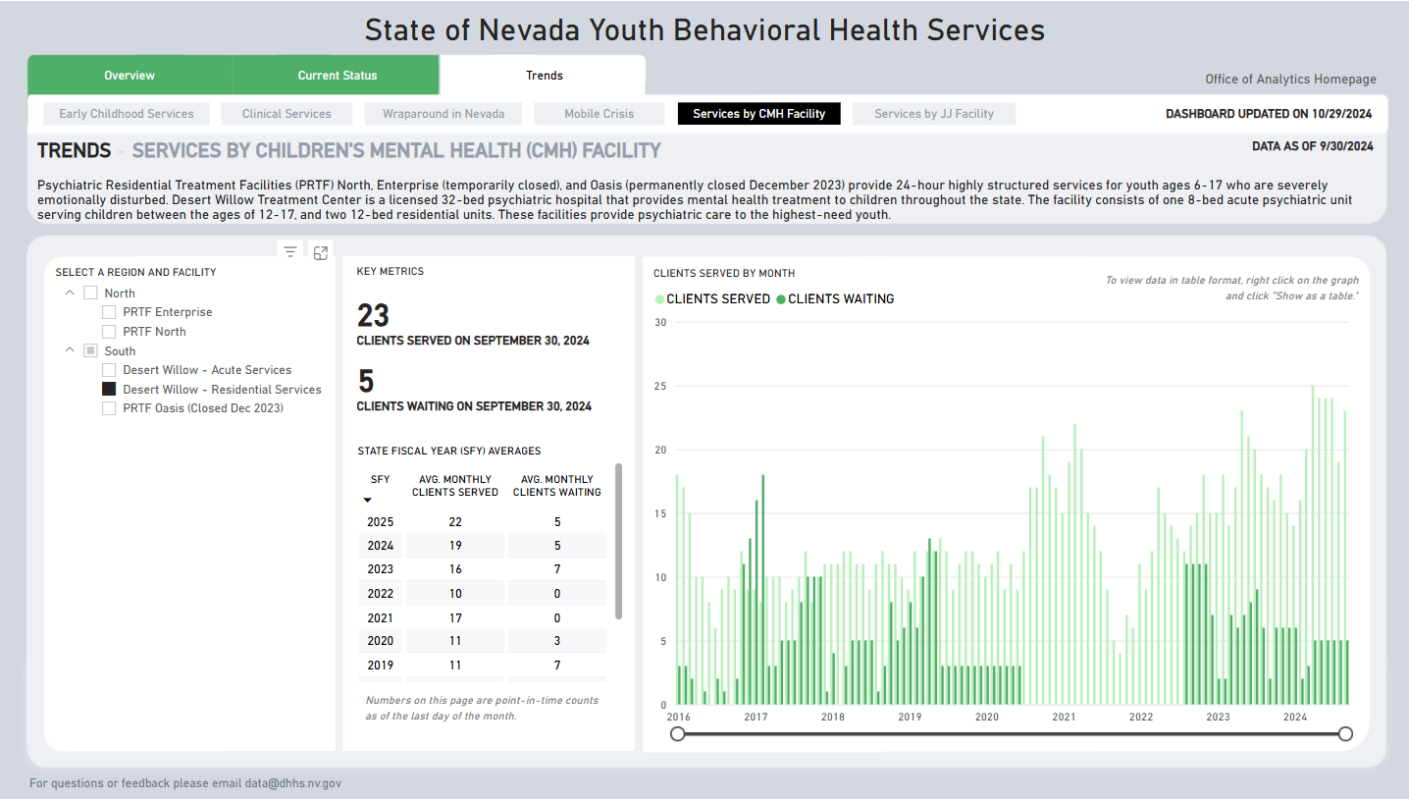 State of Nevada Youth Behavioral Health Services
Overview
Current Status
Trends
Office of Analytics Homepage
Early Childhood Services
Clinical Services
Wraparound in Nevada
Mobile Crisis
Services by CMH Facility
Services by JJ Facility
DASHBOARD UPDATED ON 10/29/2024
TRENDS - SERVICES BY CHILDREN'S MENTAL HEALTH (CMH) FACILITY
DATA AS OF 9/30/2024
Psychiatric Residential Treatment Facilities (PRTF) North, Enterprise (temporarily closed), and Oasis (permanently closed December 2023) provide 24-hour highly structured services for youth ages 6-17 who are severely
emotionally disturbed. Desert Willow Treatment Center is a licensed 32-bed psychiatric hospital that provides mental health treatment to children throughout the state. The facility consists of one 8-bed acute psychiatric unit
serving children between the ages of 12-17, and two 12-bed residential units. These facilities provide psychiatric care to the highest-need youth.
SELECT A REGION AND FACILITY
North
PRTF Enterprise
PRTF North
South
Desert Willow - Acute Services
Desert Willow - Residential Services
PRTF Oasis (Closed Dec 2023)
KEY METRICS
23
CLIENTS SERVED ON SEPTEMBER 30, 2024
5
CLIENTS WAITING ON SEPTEMBER 30, 2024
STATE FISCAL YEAR (SFY) AVERAGES
SFY AVG. MONTHLY AVG. MONTHLY
CLIENTS SERVED CLIENTS WAITING
2025 22 5
2024 19 5
2023 16 7
2022 10 0
2021 17 0
2020 11 3
2019 11 7
Numbers on this page are point-in-time counts
as of the last day of the month.
CLIENTS SERVED BY MONTH
To view data in table format, right click on the graph
and click "Show as a table."
CLIENTS SERVED CLIENTS WAITING
30
25
20
15
10
5
0
2016 2017 2018 2019 2020 2021 2022 2023 2024
For questions or feedback please email data@dhhs.nv.gov